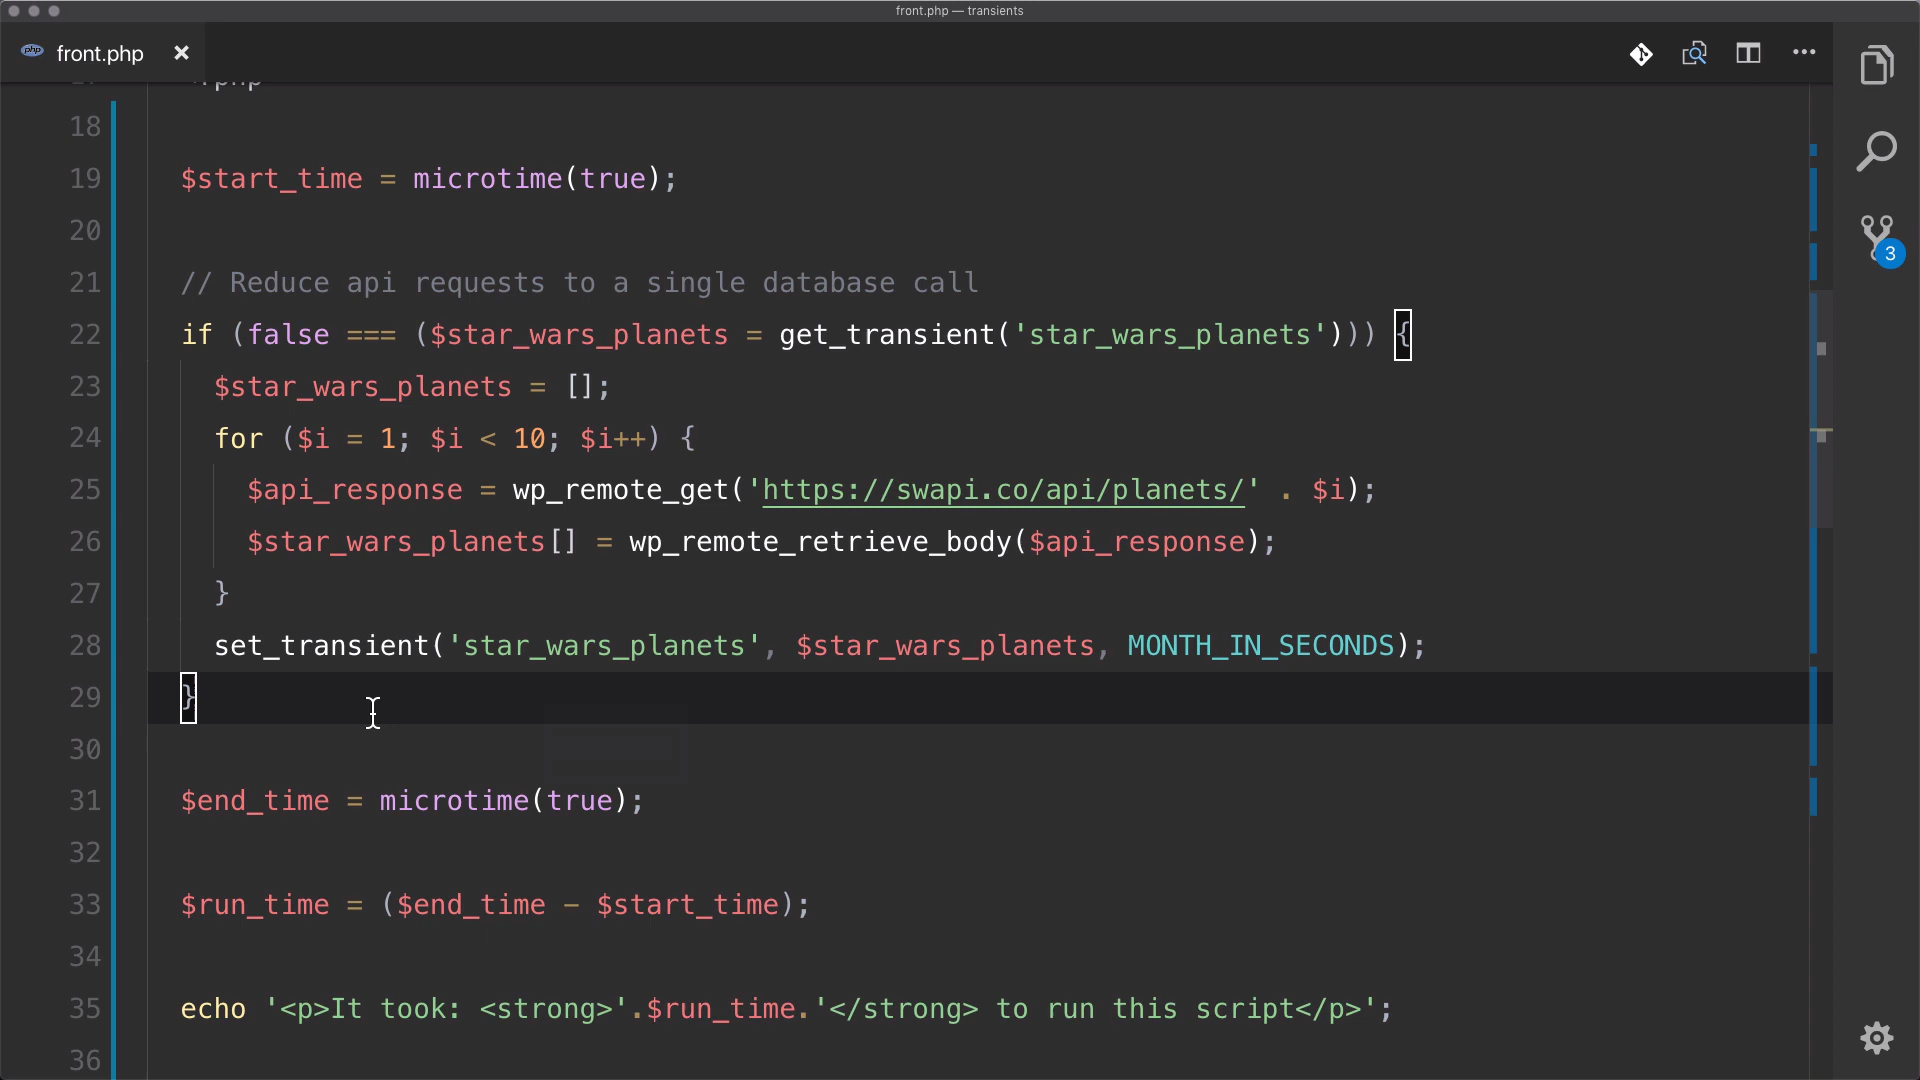 front.php — transients
php front.php
18
19 $start_time = microtime(true);
20
21 // Reduce api requests to a single database call
22 if (false === ($star_wars_planets = get_transient('star_wars_planets'))) {
23 $star_wars_planets = [];
24 for ($i = 1; $i < 10; $i++) {
25 $api_response = wp_remote_get('https://swapi.co/api/planets/' . $i);
26 $star_wars_planets[] = wp_remote_retrieve_body($api_response);
27 }
28 set_transient('star_wars_planets', $star_wars_planets, MONTH_IN_SECONDS);
29 }
30
31 $end_time = microtime(true);
32
33 $run_time = ($end_time - $start_time);
34
35 echo '<p>It took: <strong>'.$run_time.'</strong> to run this script</p>';
36
3